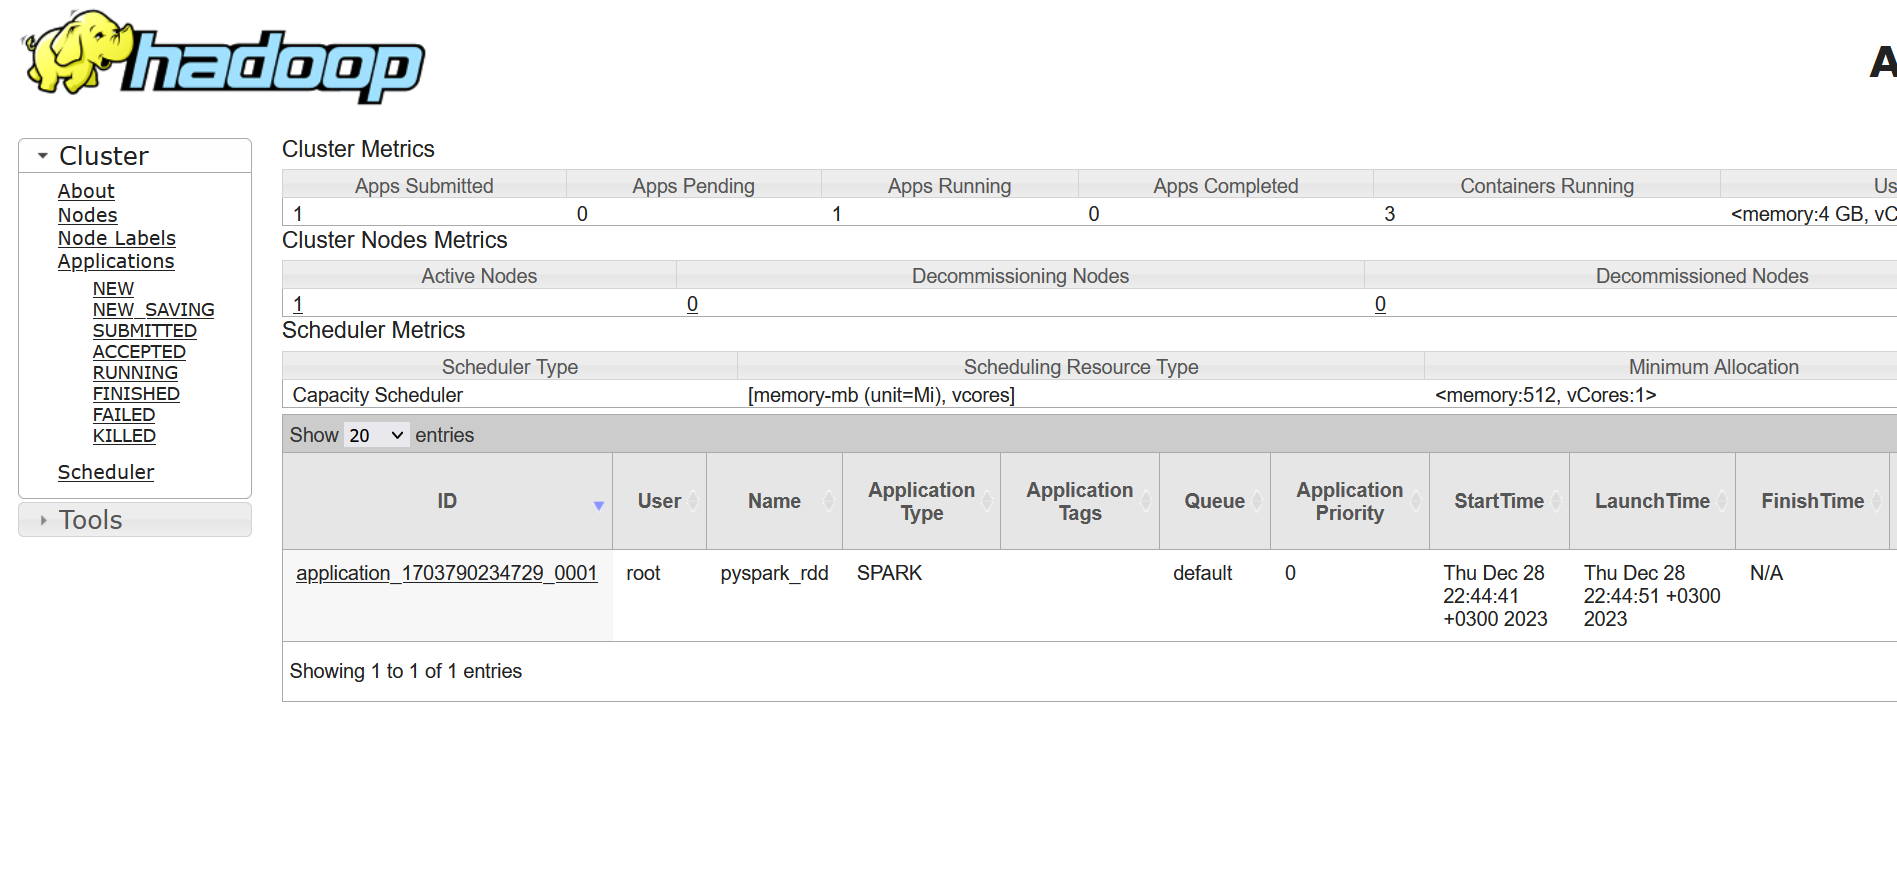 hadoop
A
Cluster
About
Nodes
Node Labels
Applications
NEW
NEW_SAVING
SUBMITTED
ACCEPTED
RUNNING
FINISHED
FAILED
KILLED
Scheduler
Tools
Cluster Metrics
Apps Submitted Apps Pending Apps Running Apps Completed Containers Running Us
1 0 1 0 3 <memory:4 GB, vC
Cluster Nodes Metrics
Active Nodes Decommissioning Nodes Decommissioned Nodes
1 0 0
Scheduler Metrics
Scheduler Type Scheduling Resource Type Minimum Allocation
Capacity Scheduler [memory-mb (unit=Mi), vcores] <memory:512, vCores:1>
Show 20 entries
ID User Name Application Type Application Tags Queue Application Priority StartTime LaunchTime FinishTime
application_1703790234729_0001 root pyspark_rdd SPARK default 0 Thu Dec 28 22:44:41 +0300 2023 Thu Dec 28 22:44:51 +0300 2023 N/A
Showing 1 to 1 of 1 entries